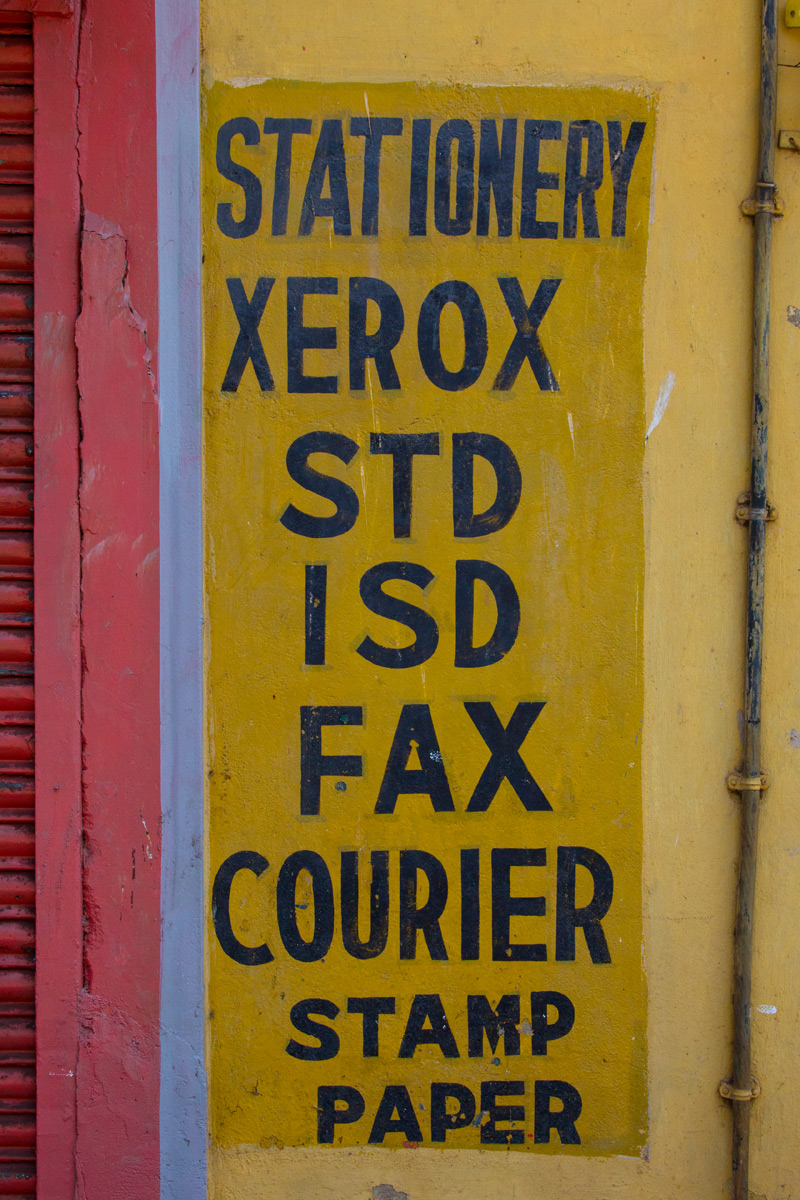 STATIONERY
XEROX
STD
ISD
FAX
COURIER
STAMP
PAPER